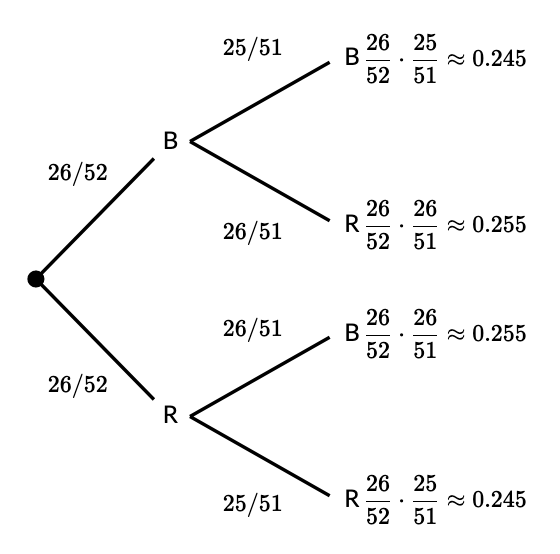 25/51
B 26/52 · 25/51 ≈ 0.245
B
26/52
R 26/52 · 26/51 ≈ 0.255
26/51
26/51
B 26/52 · 26/51 ≈ 0.255
26/52
R
R 26/52 · 25/51 ≈ 0.245
25/51